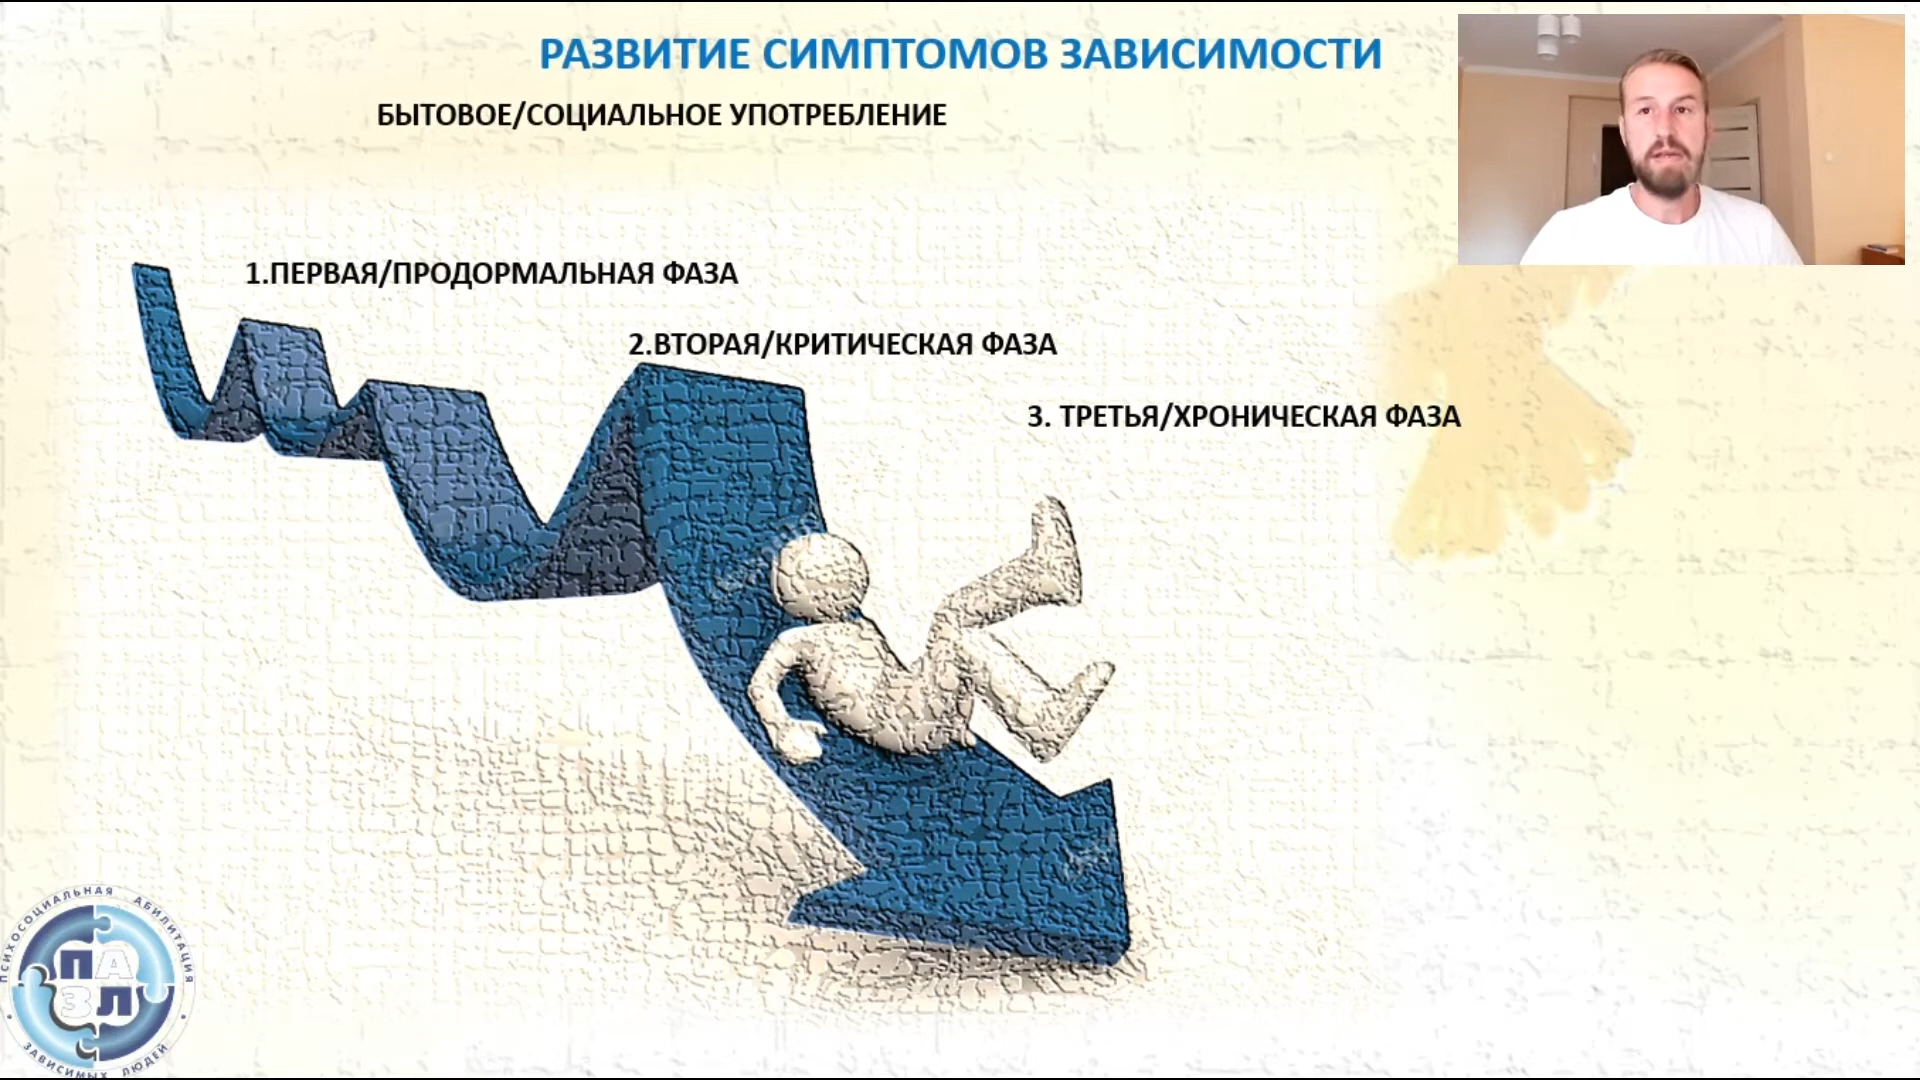 РАЗВИТИЕ СИМПТОМОВ ЗАВИСИМОСТИ
БЫТОВОЕ/СОЦИАЛЬНОЕ УПОТРЕБЛЕНИЕ
1.ПЕРВАЯ/ПРОДОРМАЛЬНАЯ ФАЗА
2.ВТОРАЯ/КРИТИЧЕСКАЯ ФАЗА
3. ТРЕТЬЯ/ХРОНИЧЕСКАЯ ФАЗА
ПСИХОСОЦИАЛЬНАЯ АБИЛИТАЦИЯ
ПА
ЗЛ
ЗАВИСИМЫХ ЛЮДЕЙ